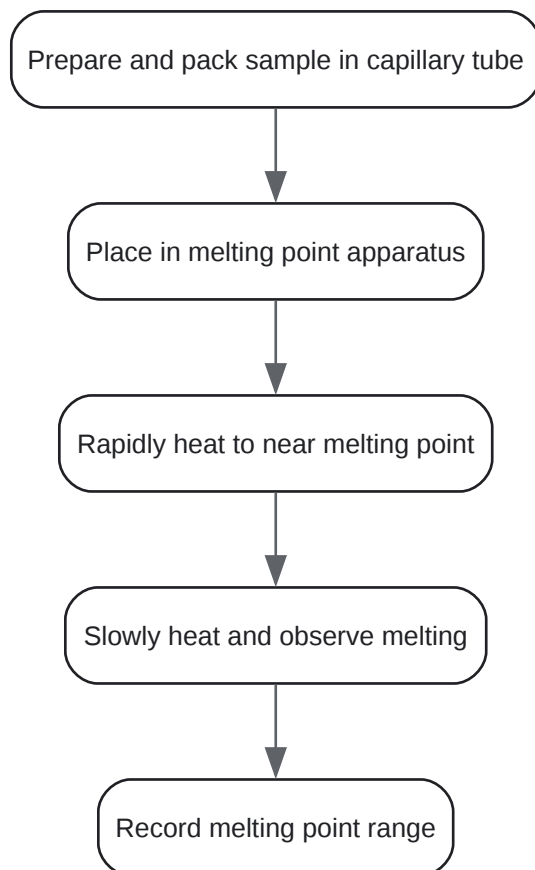 Prepare and pack sample in capillary tube
Place in melting point apparatus
Rapidly heat to near melting point
Slowly heat and observe melting
Record melting point range